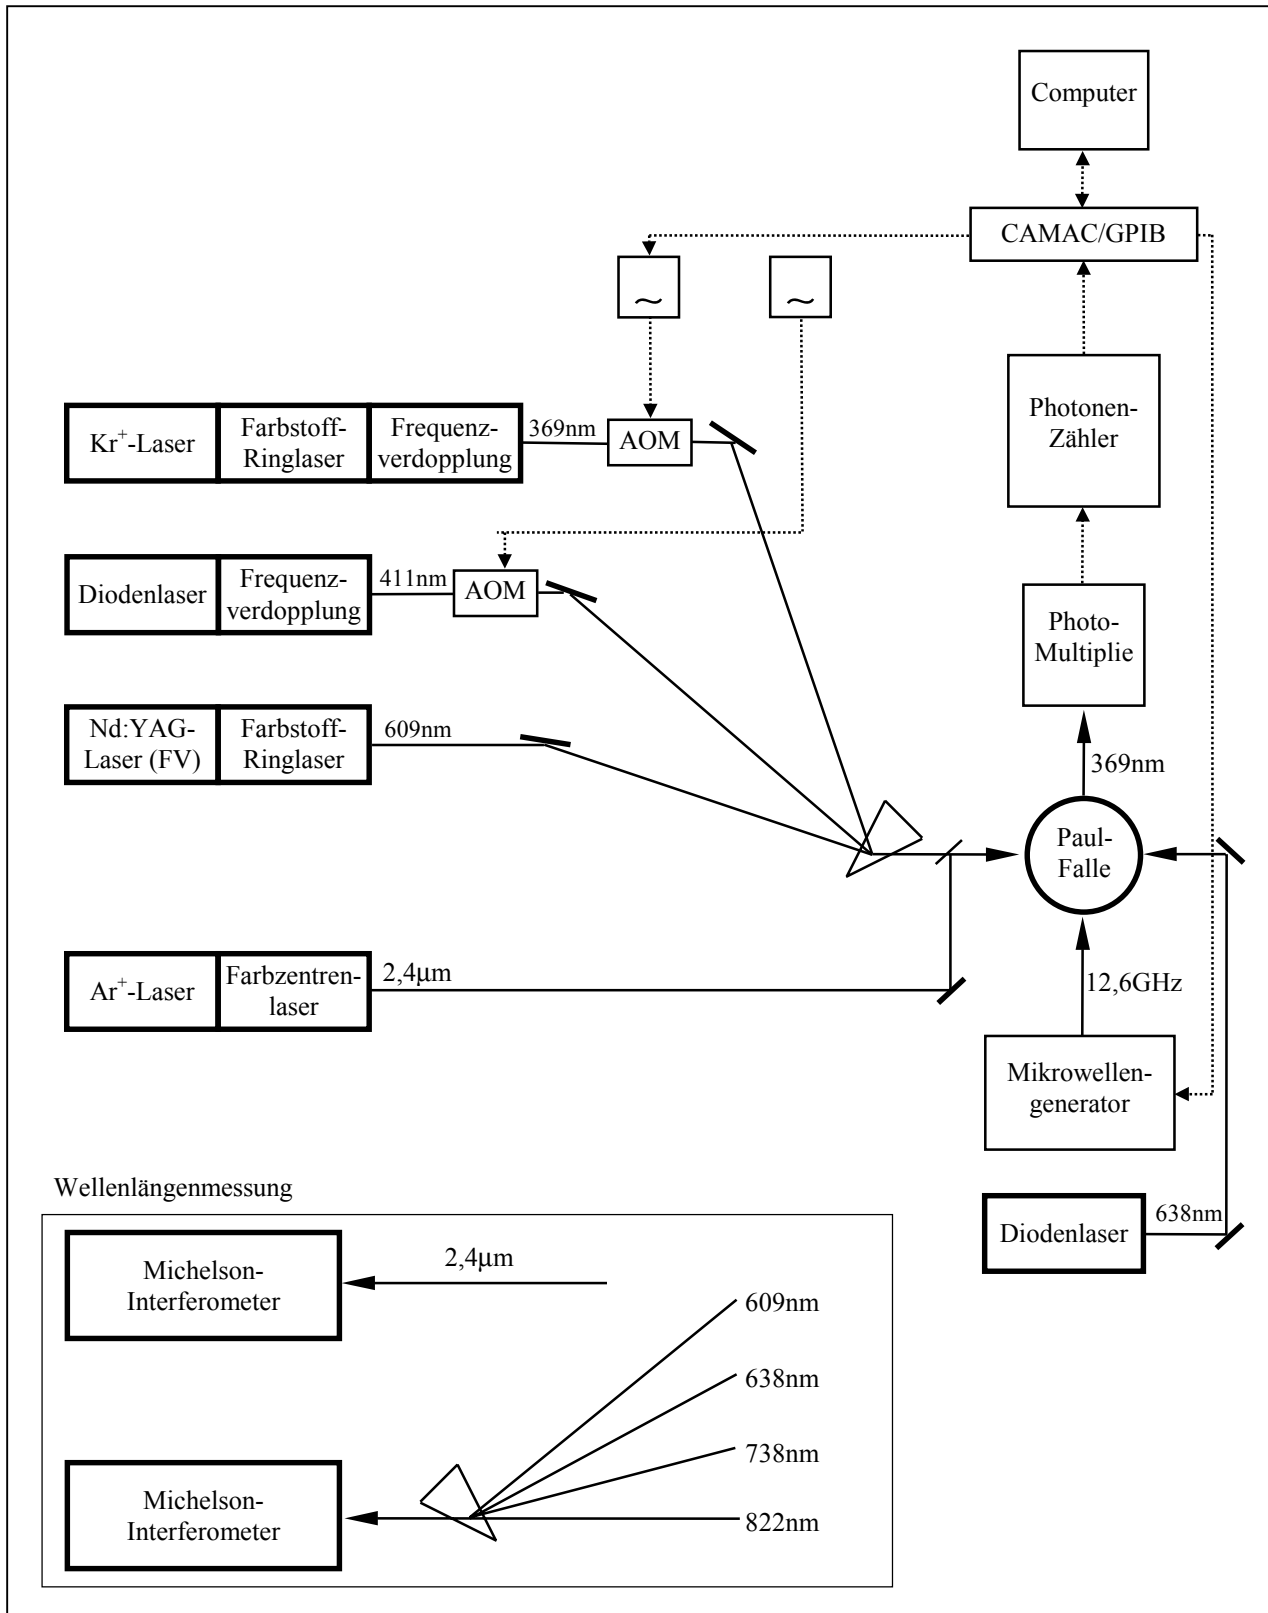 Computer
CAMAC/GPIB
~
~
Photonen-
Zähler
Kr⁺-Laser
Farbstoff-
Ringlaser
Frequenz-
verdopplung
369nm
AOM
Diodenlaser
Frequenz-
verdopplung
411nm
AOM
Photo-
Multiplie
Nd:YAG-
Laser (FV)
Farbstoff-
Ringlaser
609nm
369nm
Paul-
Falle
Ar⁺-Laser
Farbzentren-
laser
2,4µm
12,6GHz
Mikrowellen-
generator
Diodenlaser
638nm
Wellenlängenmessung
Michelson-
Interferometer
2,4µm
609nm
638nm
738nm
822nm
Michelson-
Interferometer